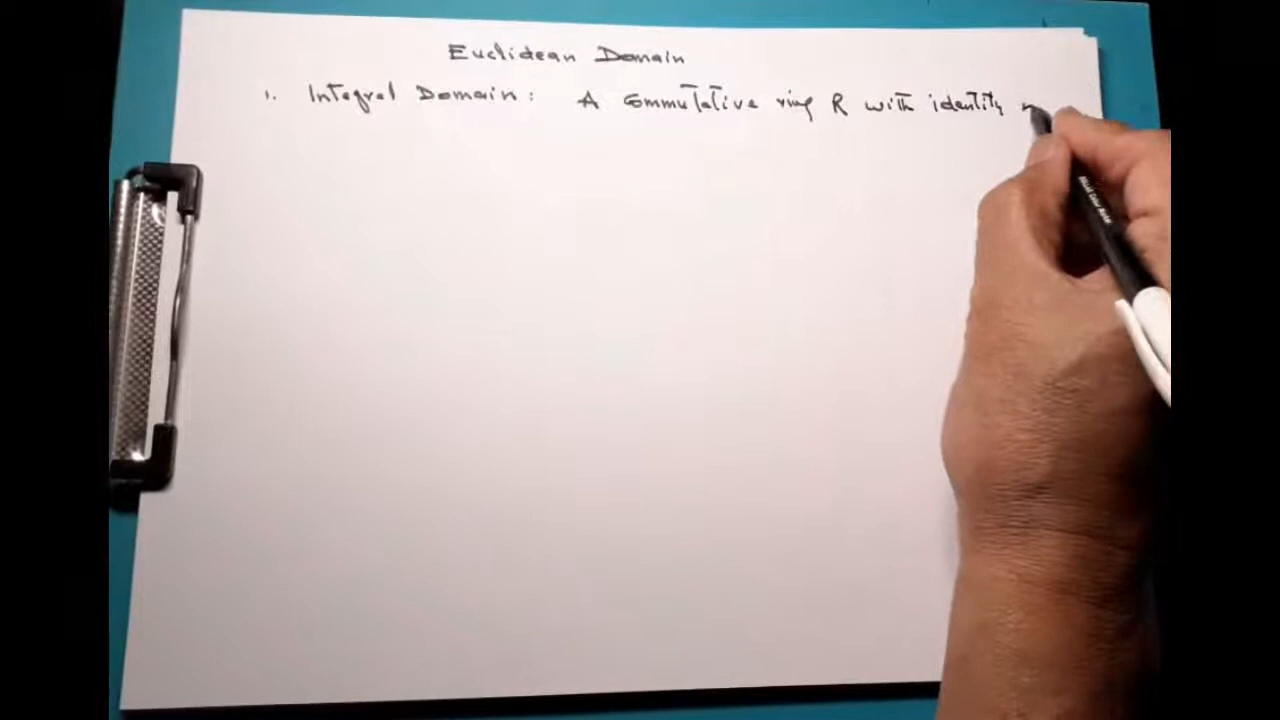 Euclidean Domain
1. Integral Domain: A commutative ring R with identity